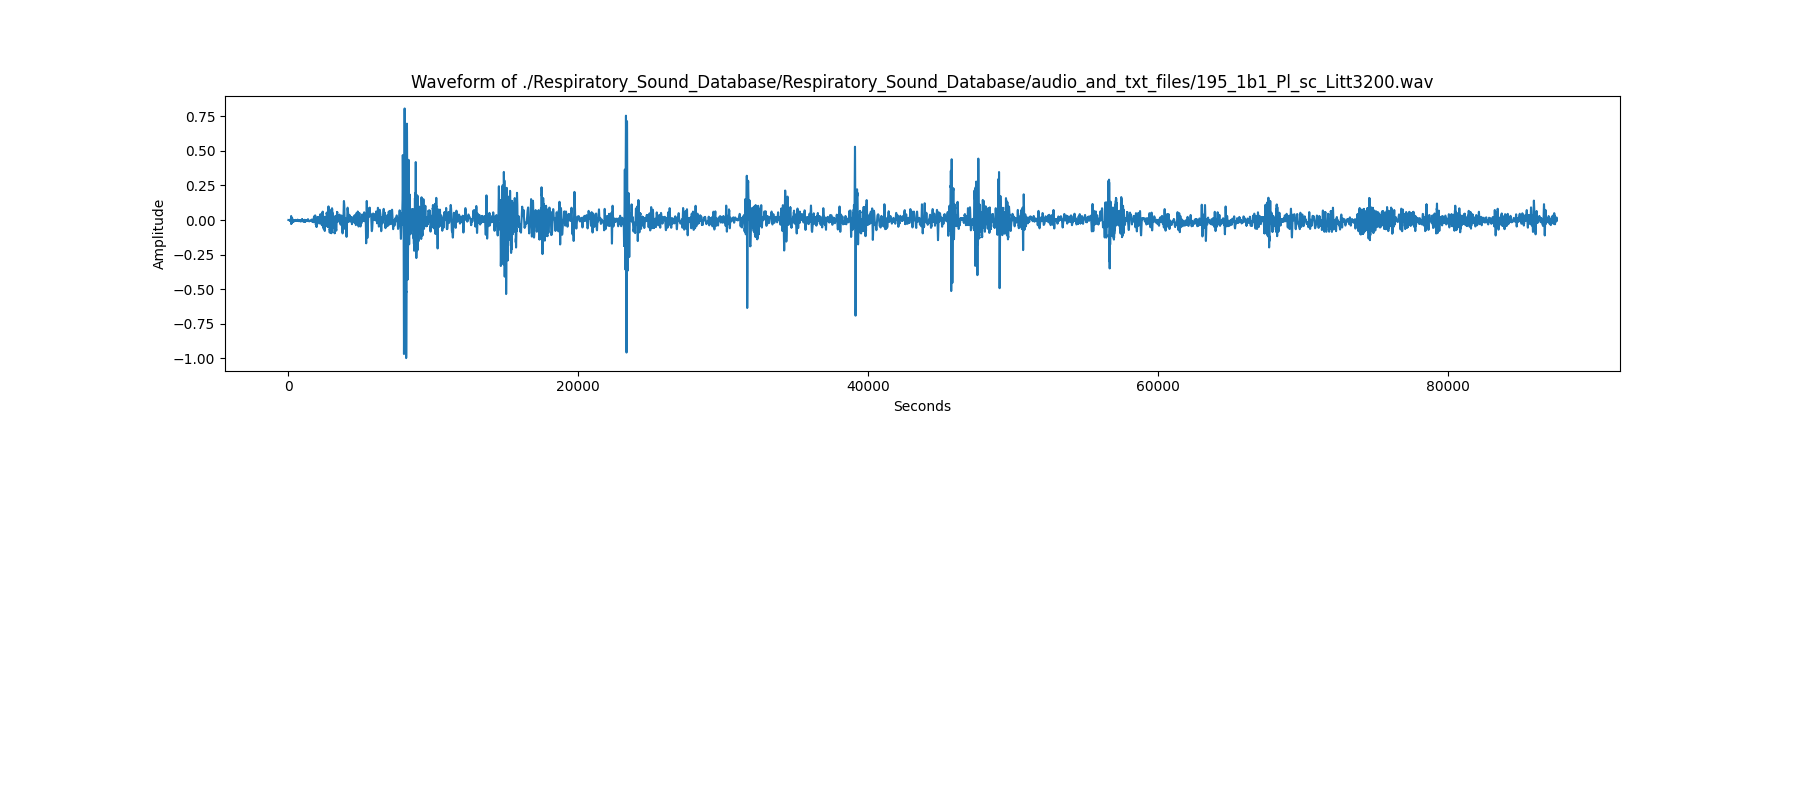 Waveform of ./Respiratory_Sound_Database/Respiratory_Sound_Database/audio_and_txt_files/195_1b1_Pl_sc_Litt3200.wav
0.75
0.50
0.25
0.00
−0.25
−0.50
−0.75
−1.00
Amplitude
0 20000 40000 60000 80000
Seconds